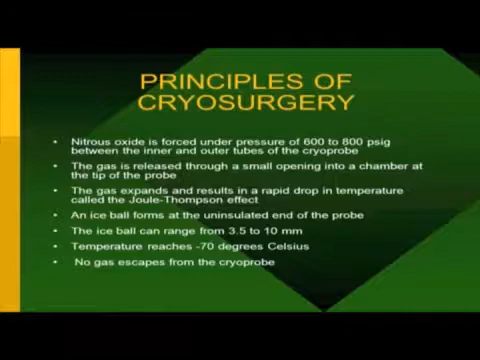 PRINCIPLES OF
CRYOSURGERY
• Nitrous oxide is forced under pressure of 600 to 800 psig
between the inner and outer tubes of the cryoprobe
• The gas is released through a small opening into a chamber at
the tip of the probe
• The gas expands and results in a rapid drop in temperature
called the Joule-Thompson effect
• An ice ball forms at the uninsulated end of the probe
• The ice ball can range from 3.5 to 10 mm
• Temperature reaches -70 degrees Celsius
• No gas escapes from the cryoprobe